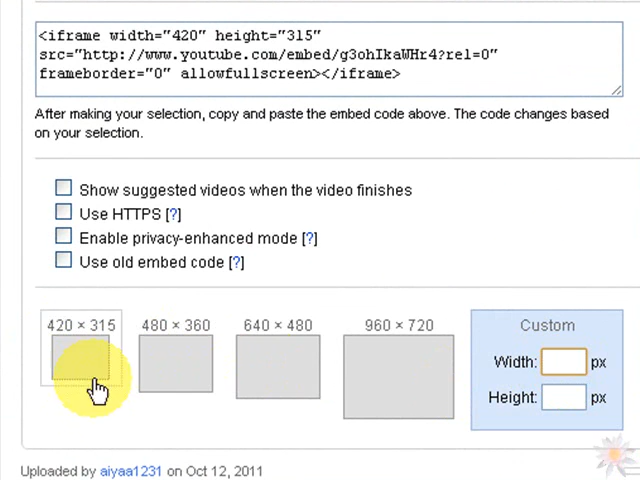 <iframe width="420" height="315"
src="http://www.youtube.com/embed/g3ohIkaWHr4?rel=0"
frameborder="0" allowfullscreen></iframe>
After making your selection, copy and paste the embed code above. The code changes based
on your selection.
Show suggested videos when the video finishes
Use HTTPS [?]
Enable privacy-enhanced mode [?]
Use old embed code [?]
420 × 315 480 × 360 640 × 480 960 × 720 Custom
Width: px
Height: px
Uploaded by aiyaa1231 on Oct 12, 2011